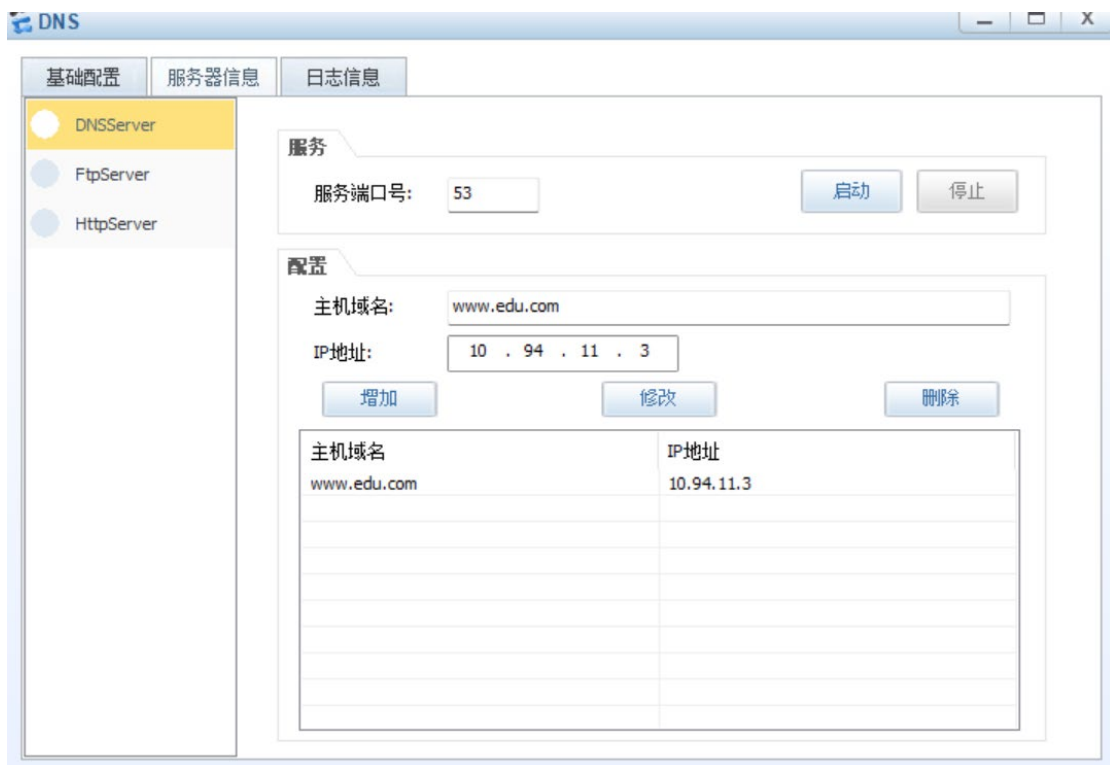 DNS
基础配置 服务器信息 日志信息
DNSServer
FtpServer
HttpServer
服务
服务端口号: 53 启动 停止
配置
主机域名: www.edu.com
IP地址: 10 . 94 . 11 . 3
增加 修改 删除
主机域名 IP地址
www.edu.com 10.94.11.3